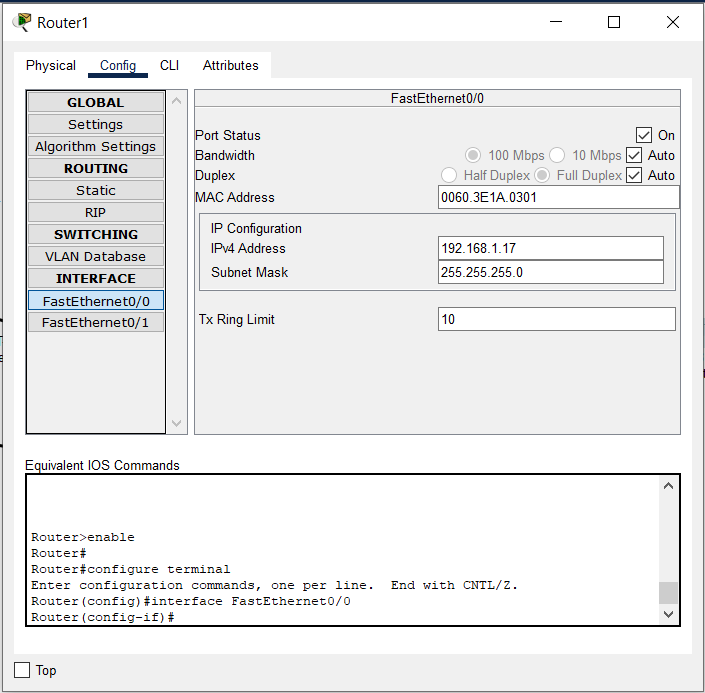 Router1
Physical Config CLI Attributes
GLOBAL
Settings
Algorithm Settings
ROUTING
Static
RIP
SWITCHING
VLAN Database
INTERFACE
FastEthernet0/0
FastEthernet0/1
FastEthernet0/0
Port Status On
Bandwidth 100 Mbps 10 Mbps Auto
Duplex Half Duplex Full Duplex Auto
MAC Address 0060.3E1A.0301
IP Configuration
IPv4 Address 192.168.1.17
Subnet Mask 255.255.255.0
Tx Ring Limit 10
Equivalent IOS Commands
Router>enable
Router#
Router#configure terminal
Enter configuration commands, one per line.  End with CNTL/Z.
Router(config)#interface FastEthernet0/0
Router(config-if)#
Top